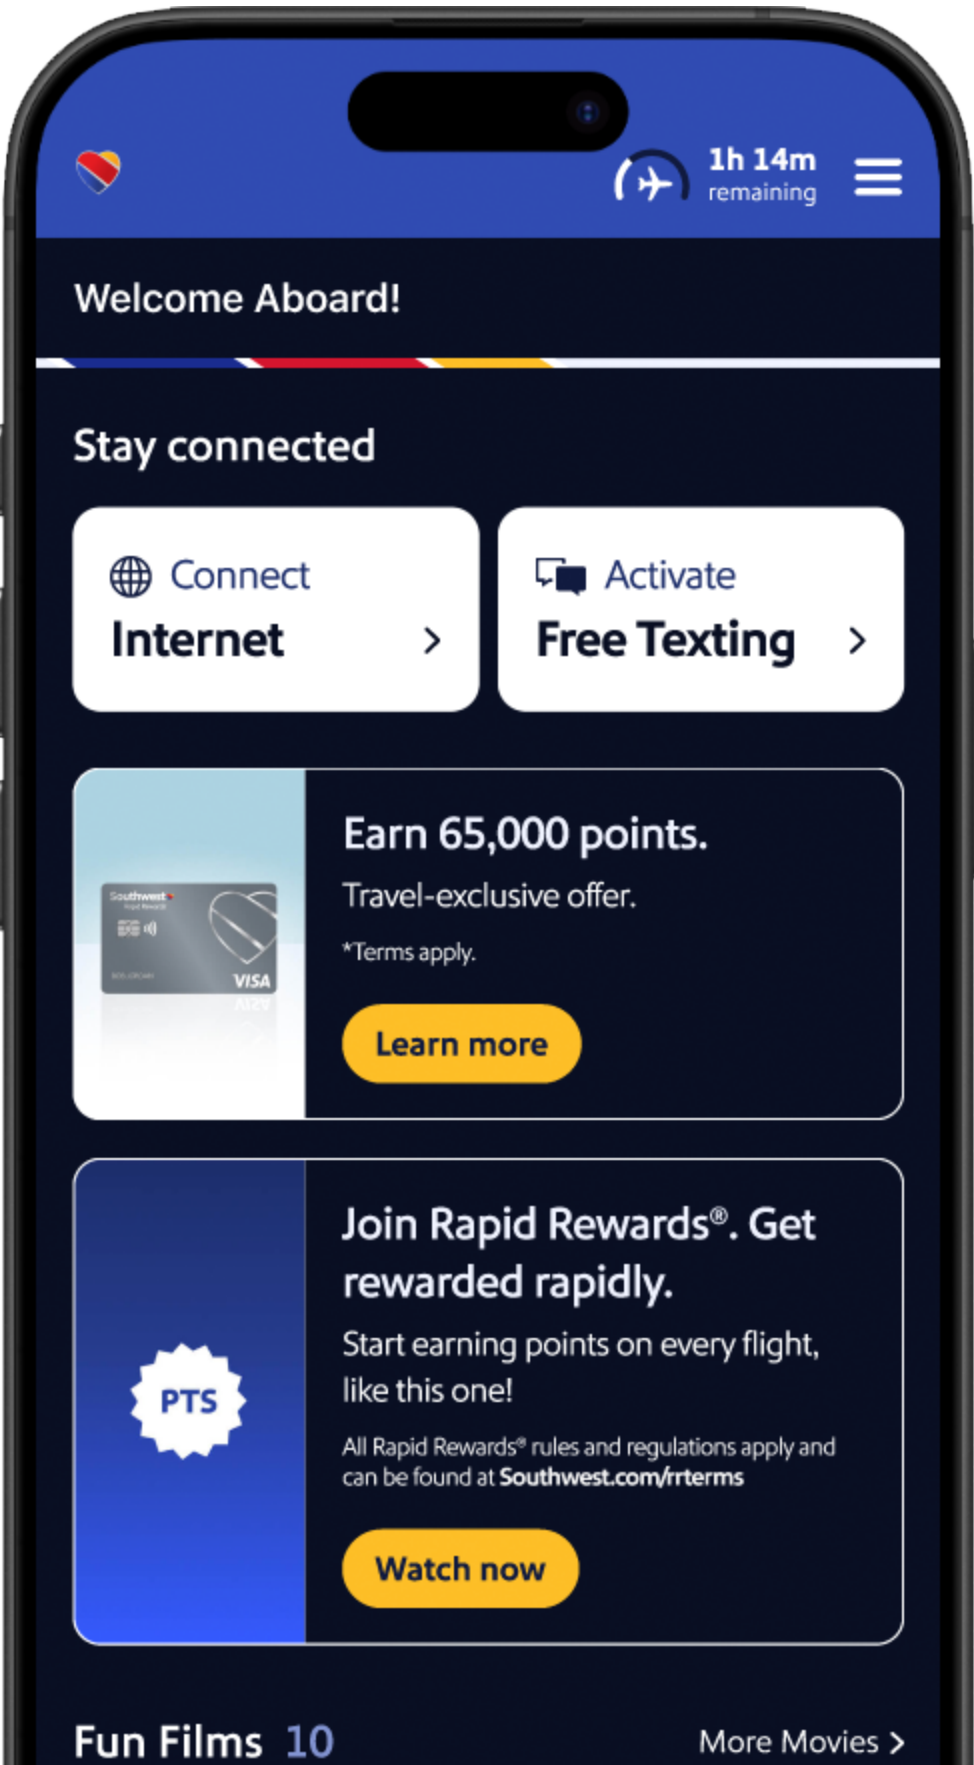 1h 14m
remaining
Welcome Aboard!
Stay connected
Connect
Internet
Activate
Free Texting
Earn 65,000 points.
Travel-exclusive offer.
*Terms apply.
Southwest
Rapid Rewards
VISA
Learn more
Join Rapid Rewards®. Get
rewarded rapidly.
Start earning points on every flight,
like this one!
All Rapid Rewards® rules and regulations apply and
can be found at Southwest.com/rrterms
PTS
Watch now
Fun Films 10
More Movies